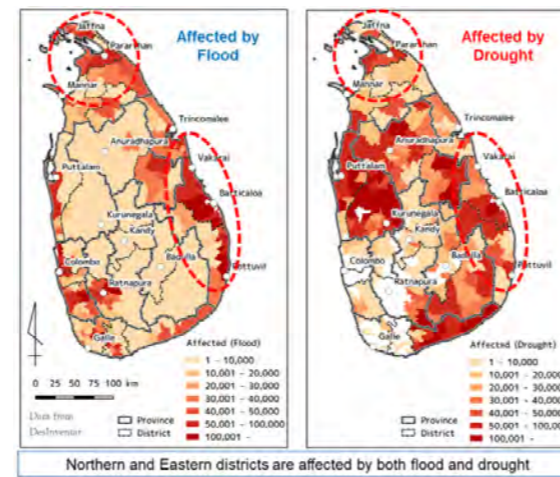 Affected by
Flood
Jaffna
Paranthan
Mannar
Trincomalee
Anuradhapura
Vakarai
Puttalam
Batticaloa
Kurunegala
Kandy
Colombo
Badulla
Pottuvil
Ratnapura
Galle
Affected (Flood)
1 - 10,000
10,001 - 20,000
20,001 - 30,000
30,001 - 40,000
40,001 - 50,000
50,001 - 100,000
100,001 -
0 25 50 75 100 km
Data from
DesInventar
Province
District
Affected by
Drought
Jaffna
Paranthan
Mannar
Trincomalee
Anuradhapura
Vakarai
Puttalam
Batticaloa
Kurunegala
Kandy
Colombo
Badulla
Pottuvil
Ratnapura
Galle
Affected (Drought)
1 - 10,000
10,001 - 20,000
20,001 - 30,000
30,001 - 40,000
40,001 - 50,000
50,001 - 100,000
100,001 -
Province
District
Northern and Eastern districts are affected by both flood and drought